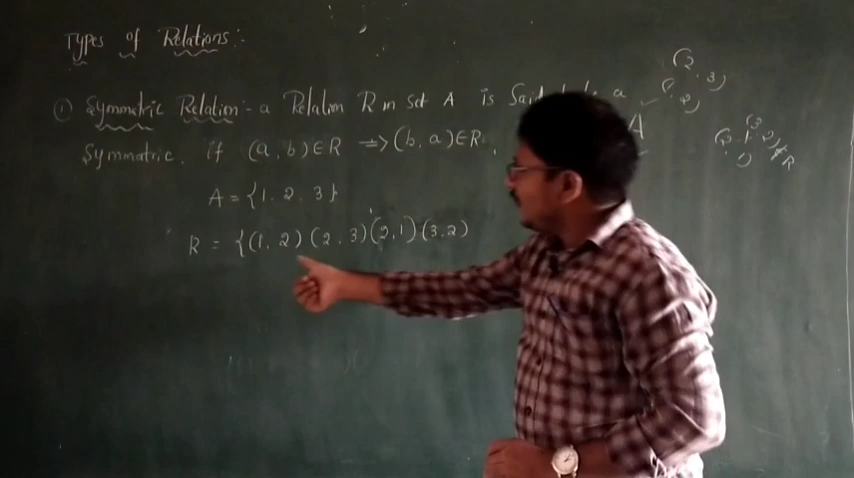 Types of Relations:-
① Symmetric Relation:- a Relation R in set A is Said to be a
Symmetric, if (a, b) ∈ R ⟹ (b, a) ∈ R. , A
A = {1, 2, 3}
R = {(1, 2) (2, 3) (2, 1) (3, 2)
(2, 3)